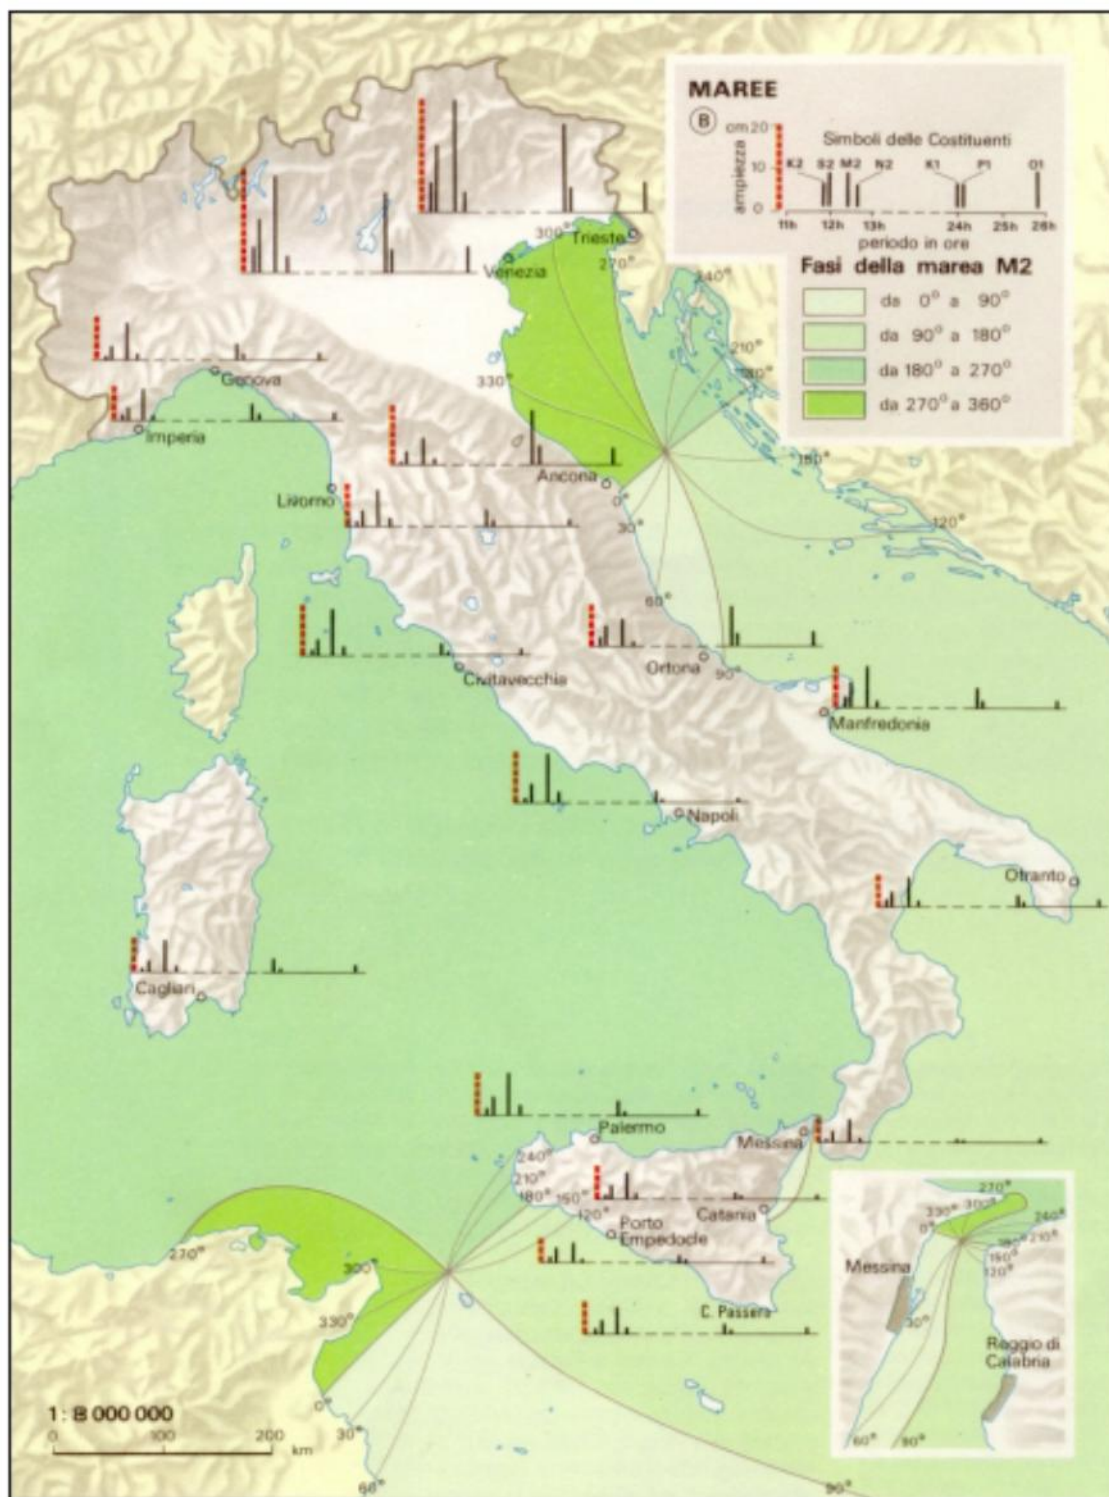 MAREE
B
cm 20
10
0
ampiezza
Simboli delle Costituenti
K2 S2 M2 N2 K1 P1 O1
11h 12h 13h 24h 25h 26h
periodo in ore
Fasi della marea M2
da 0° a 90°
da 90° a 180°
da 180° a 270°
da 270° a 360°
300°
Trieste
270°
Venezia
240°
210°
180°
330°
Genova
Imperia
150°
Ancona
0°
Livorno
30°
120°
60°
Ortona
90°
Civitavecchia
Manfredonia
Napoli
Otranto
Cagliari
Palermo
Messina
240°
210°
180° 150°
120°
Catania
Porto
Empedocle
270°
300°
C. Passero
330°
0°
30°
60°
90°
1 : 8 000 000
0 100 200
km
270°
330° 300°
0°
240°
180° 210°
150°
120°
Messina
30°
Reggio di
Calabria
60° 90°